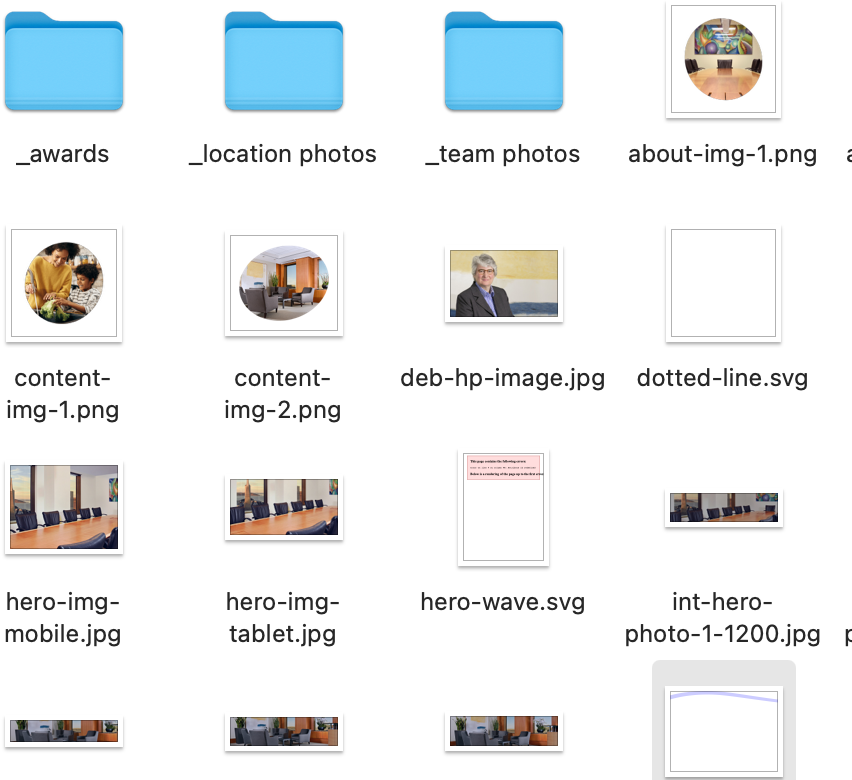 _awards
_location photos
_team photos
about-img-1.png
content-
img-1.png
content-
img-2.png
deb-hp-image.jpg
dotted-line.svg
This page contains the following errors:
Below is a rendering of the page up to the first error
hero-img-
mobile.jpg
hero-img-
tablet.jpg
hero-wave.svg
int-hero-
photo-1-1200.jpg